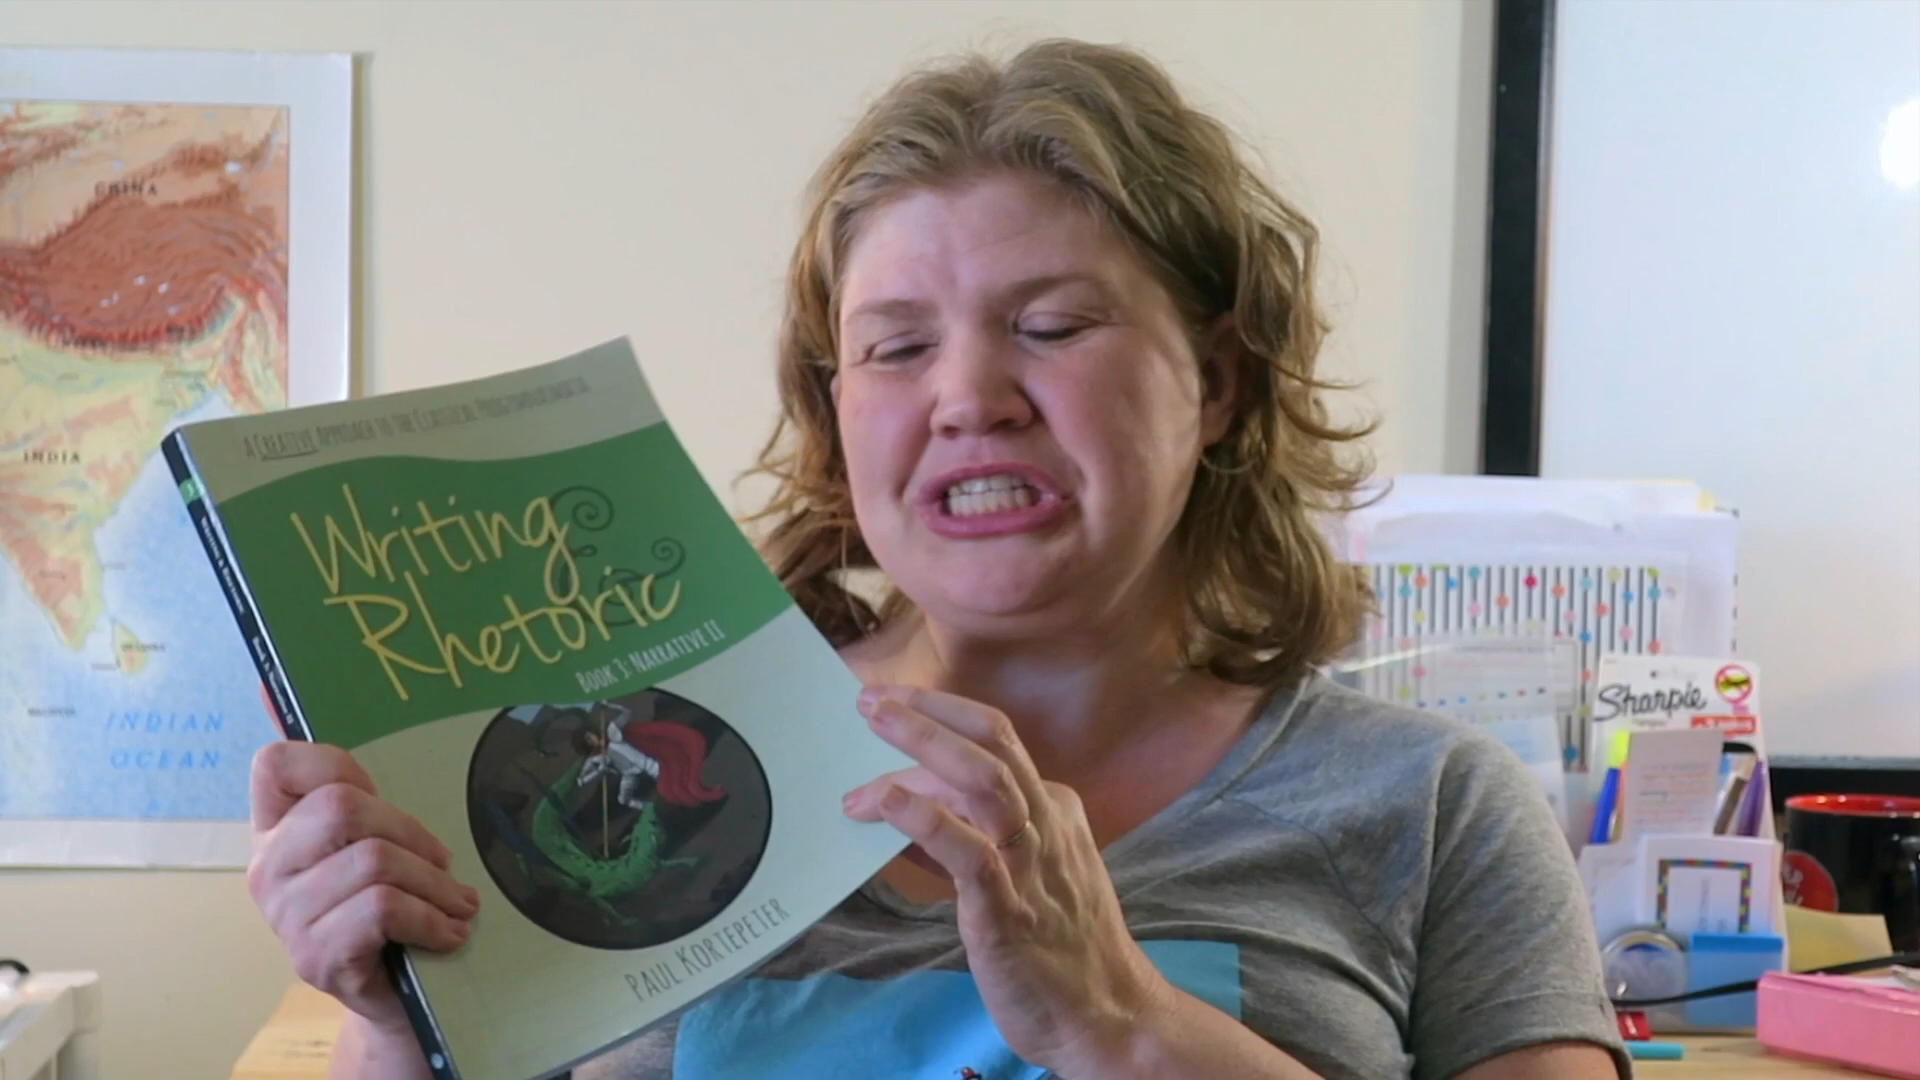 CHINA
INDIA
INDIAN
OCEAN
A CREATIVE APPROACH TO THE CLASSICAL PROGYMNASMATA
Writing
&
Rhetoric
BOOK 3: NARRATIVE II
PAUL KORTEPETER
Sharpie